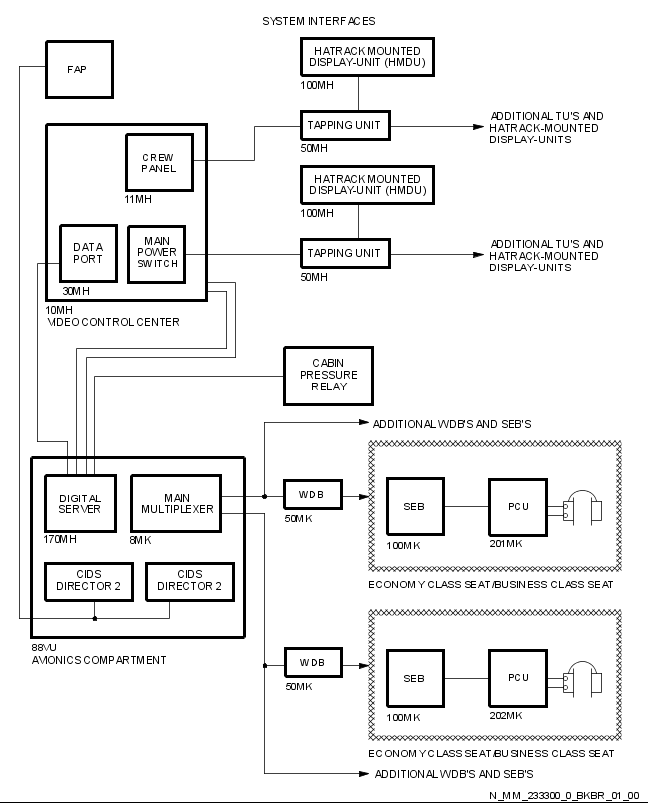 SYSTEM INTERFACES
FAP
HATRACK MOUNTED
DISPLAY-UNIT (HMDU)
100MH
TAPPING UNIT
50MH
ADDITIONAL TU'S AND
HATRACK-MOUNTED
DISPLAY-UNITS
CREW
PANEL
11MH
HATRACK MOUNTED
DISPLAY-UNIT (HMDU)
100MH
DATA
PORT
30MH
MAIN
POWER
SWITCH
TAPPING UNIT
50MH
ADDITIONAL TU'S AND
HATRACK-MOUNTED
DISPLAY-UNITS
10MH
VIDEO CONTROL CENTER
CABIN
PRESSURE
RELAY
ADDITIONAL WDB'S AND SEB'S
DIGITAL
SERVER
170MH
MAIN
MULTIPLEXER
8MK
WDB
50MK
SEB
100MK
PCU
201MK
ECONOMY CLASS SEAT/BUSINESS CLASS SEAT
CIDS
DIRECTOR 2
CIDS
DIRECTOR 2
88VU
AVIONICS COMPARTMENT
WDB
50MK
SEB
100MK
PCU
202MK
ECONOMY CLASS SEAT/BUSINESS CLASS SEAT
ADDITIONAL WDB'S AND SEB'S
N_MM_233300_0_BKBR_01_00